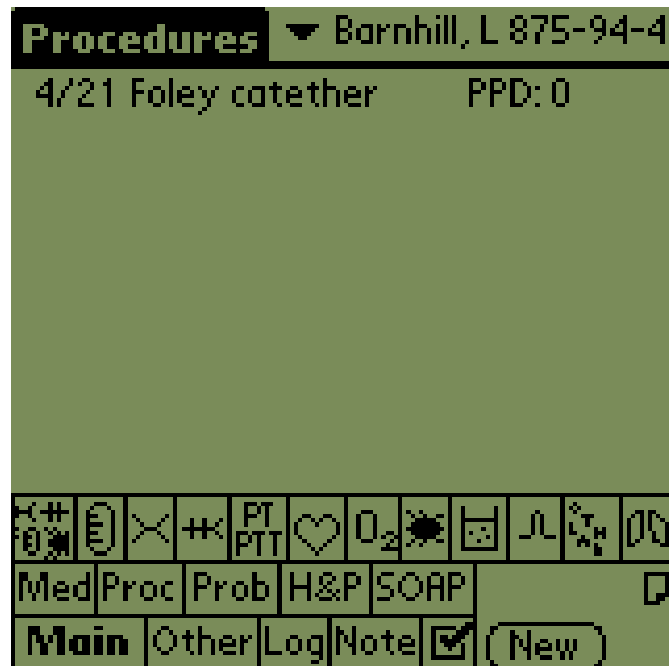 Procedures Barnhill, L 875-94-4
4/21 Foley catether PPD: 0
PT
PTT O2
Med Proc Prob H&P SOAP
Main Other Log Note New